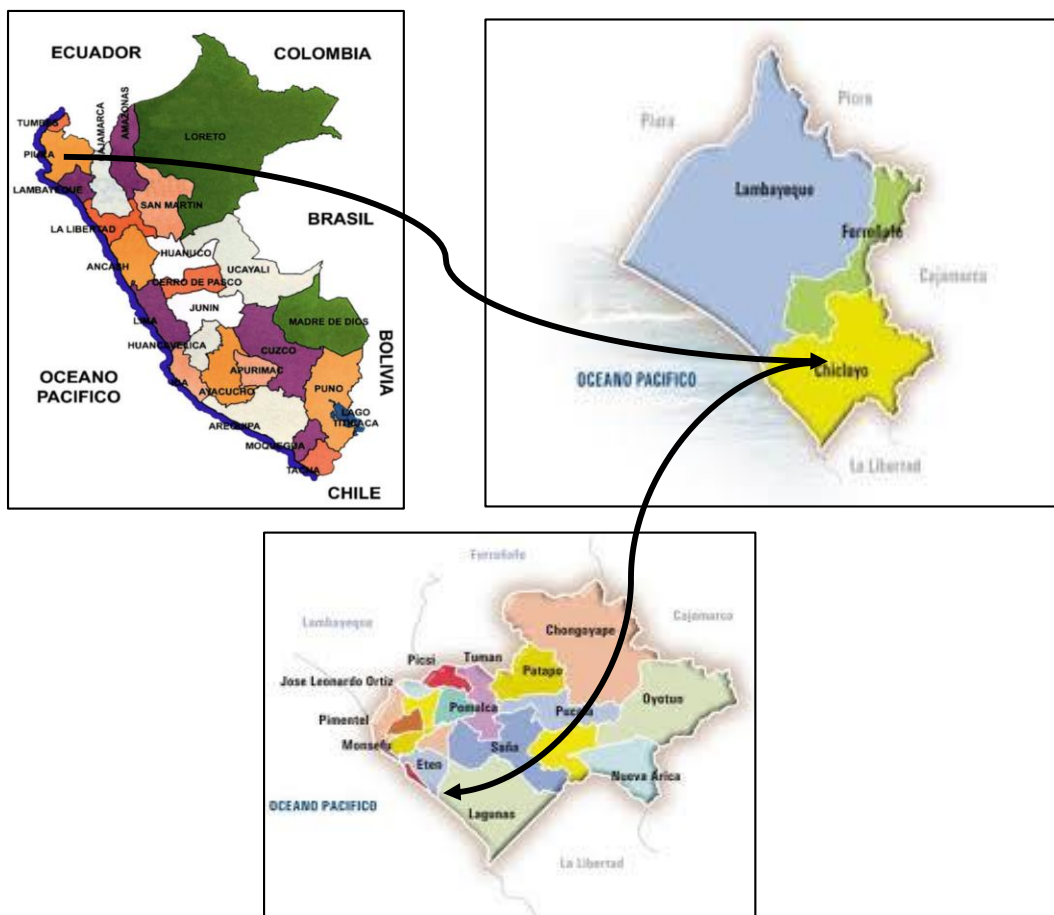 ECUADOR
COLOMBIA
TUMBES
CAJAMARCA
AMAZONAS
LORETO
PIURA
LAMBAYEQUE
SAN MARTIN
LA LIBERTAD
BRASIL
HUANUCO
ANCASH
UCAYALI
CERRO DE PASCO
JUNIN
LIMA
MADRE DE DIOS
HUANCAVELICA
CUZCO
BOLIVIA
OCEANO
PACIFICO
APURIMAC
ICA
AYACUCHO
PUNO
LAGO
TITICACA
AREQUIPA
MOQUEGUA
TACNA
CHILE
Piura
Piura
Lambayeque
Ferreñafe
Cajamarca
OCEANO PACIFICO
Chiclayo
La Libertad
Ferreñafe
Lambayeque
Cajamarca
Chongoyape
Picsi
Tuman
Patapo
Jose Leonardo Ortiz
Oyotun
Pomalca
Pucala
Pimentel
Monsefu
Saña
Eten
Nueva Arica
OCEANO PACIFICO
Lagunas
La Libertad